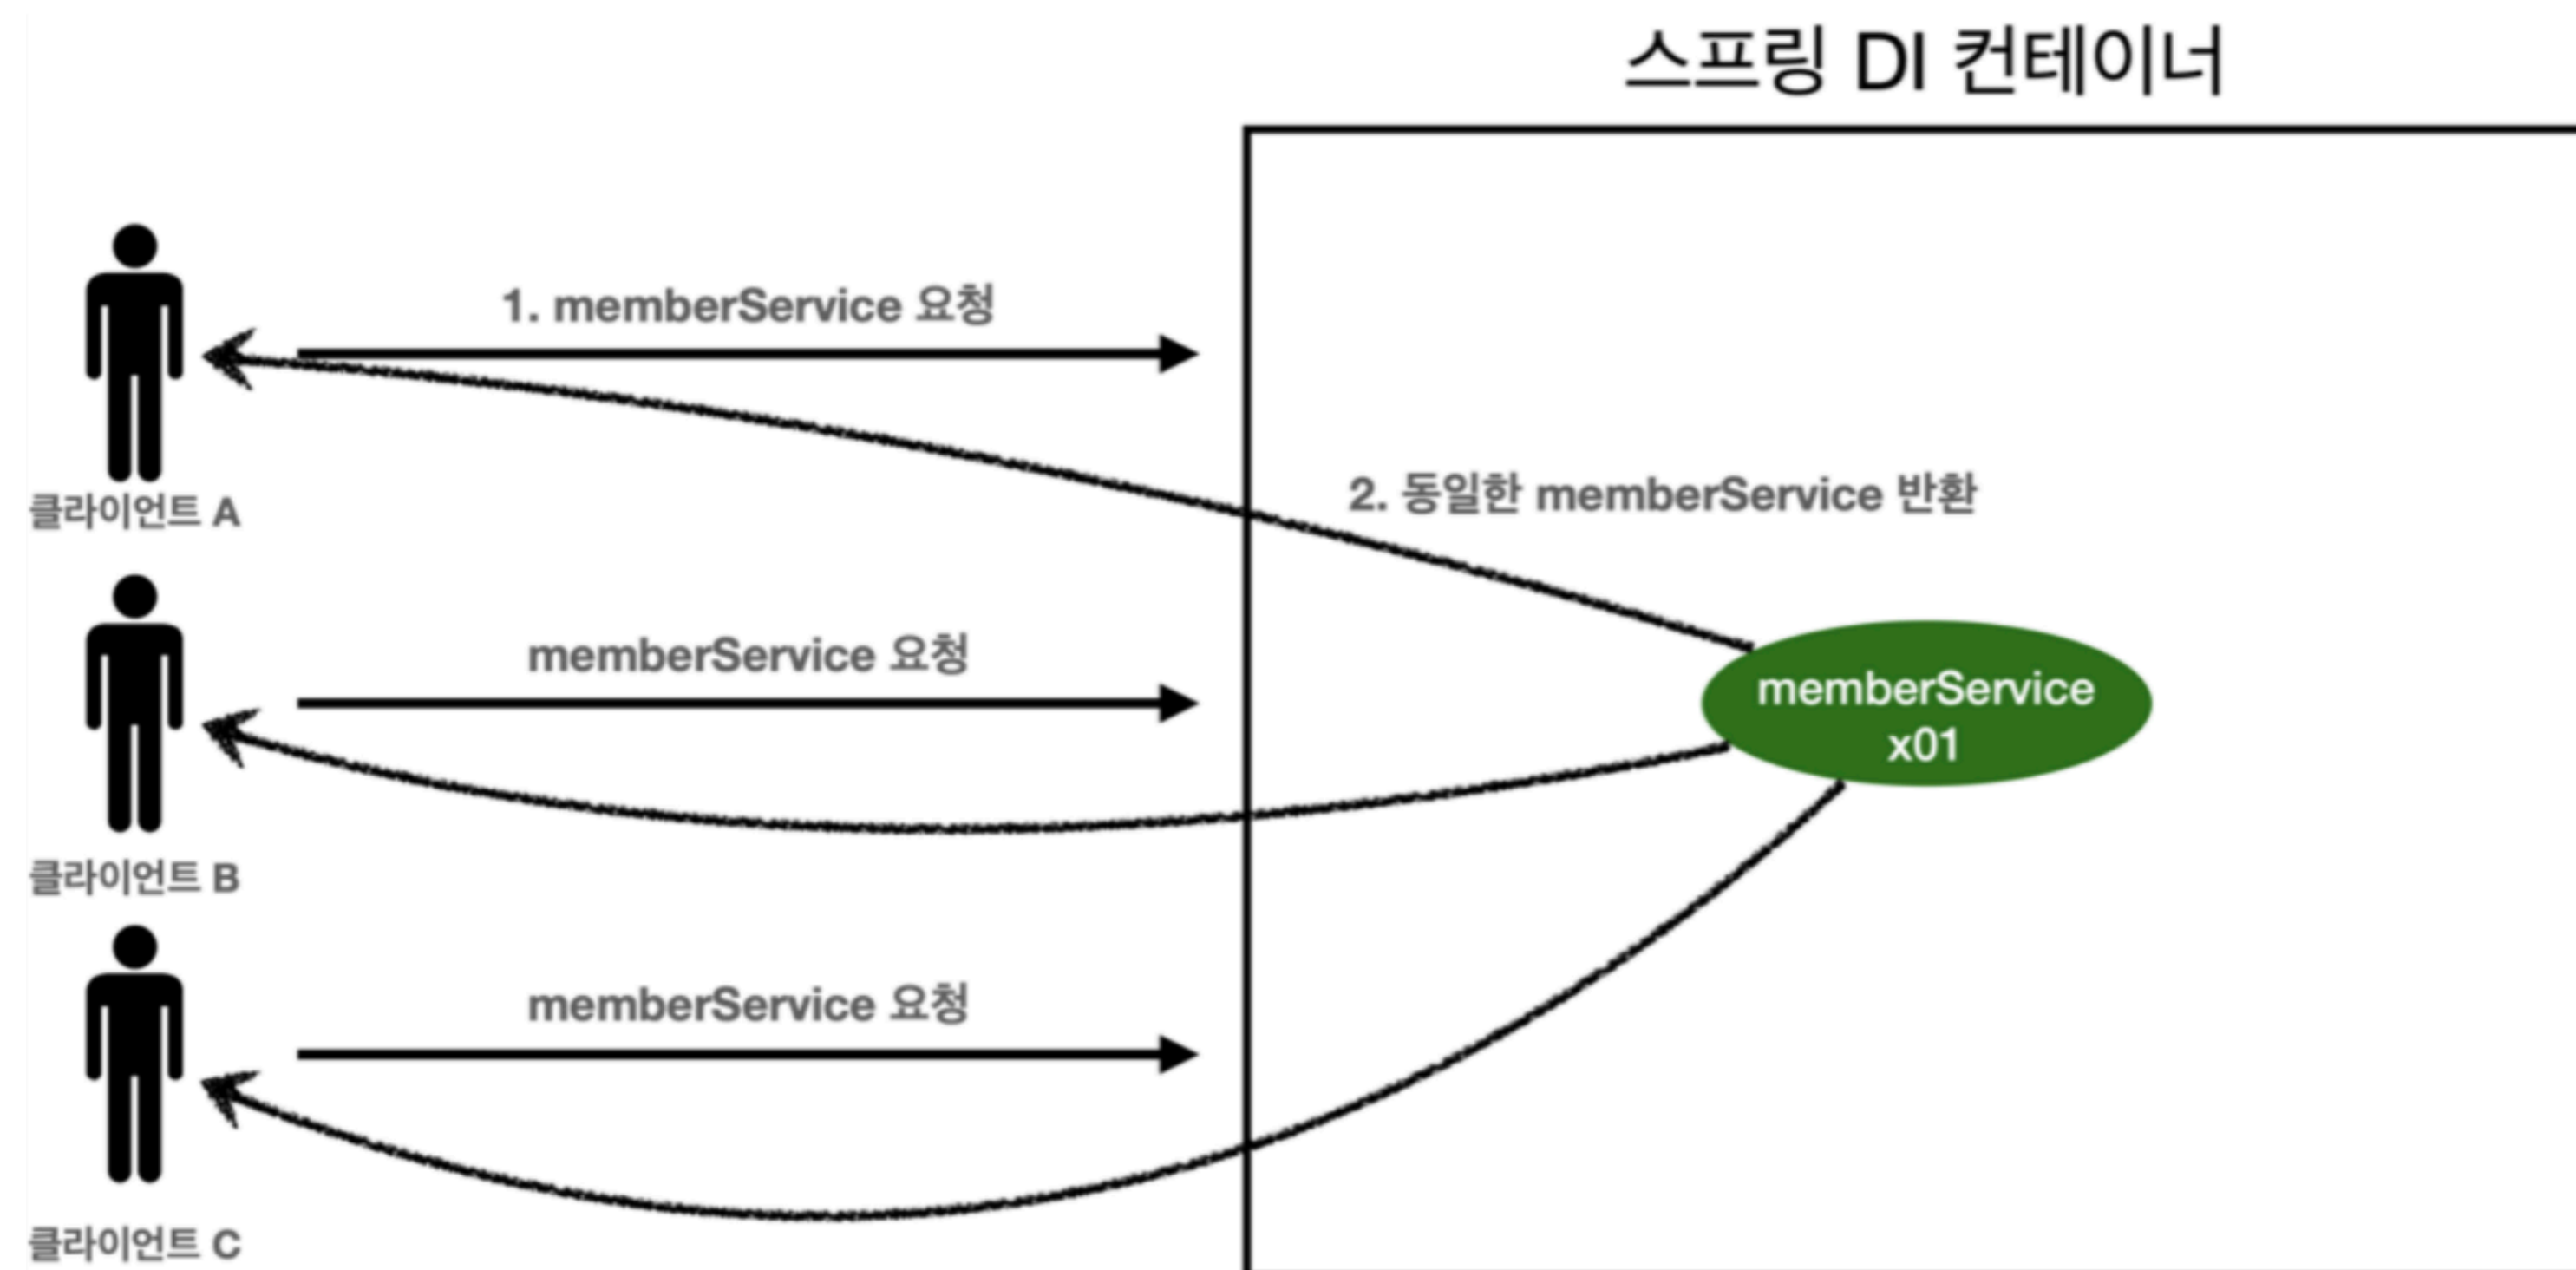 스프링 DI 컨테이너
1. memberService 요청
클라이언트 A
2. 동일한 memberService 반환
memberService 요청
memberService
x01
클라이언트 B
memberService 요청
클라이언트 C